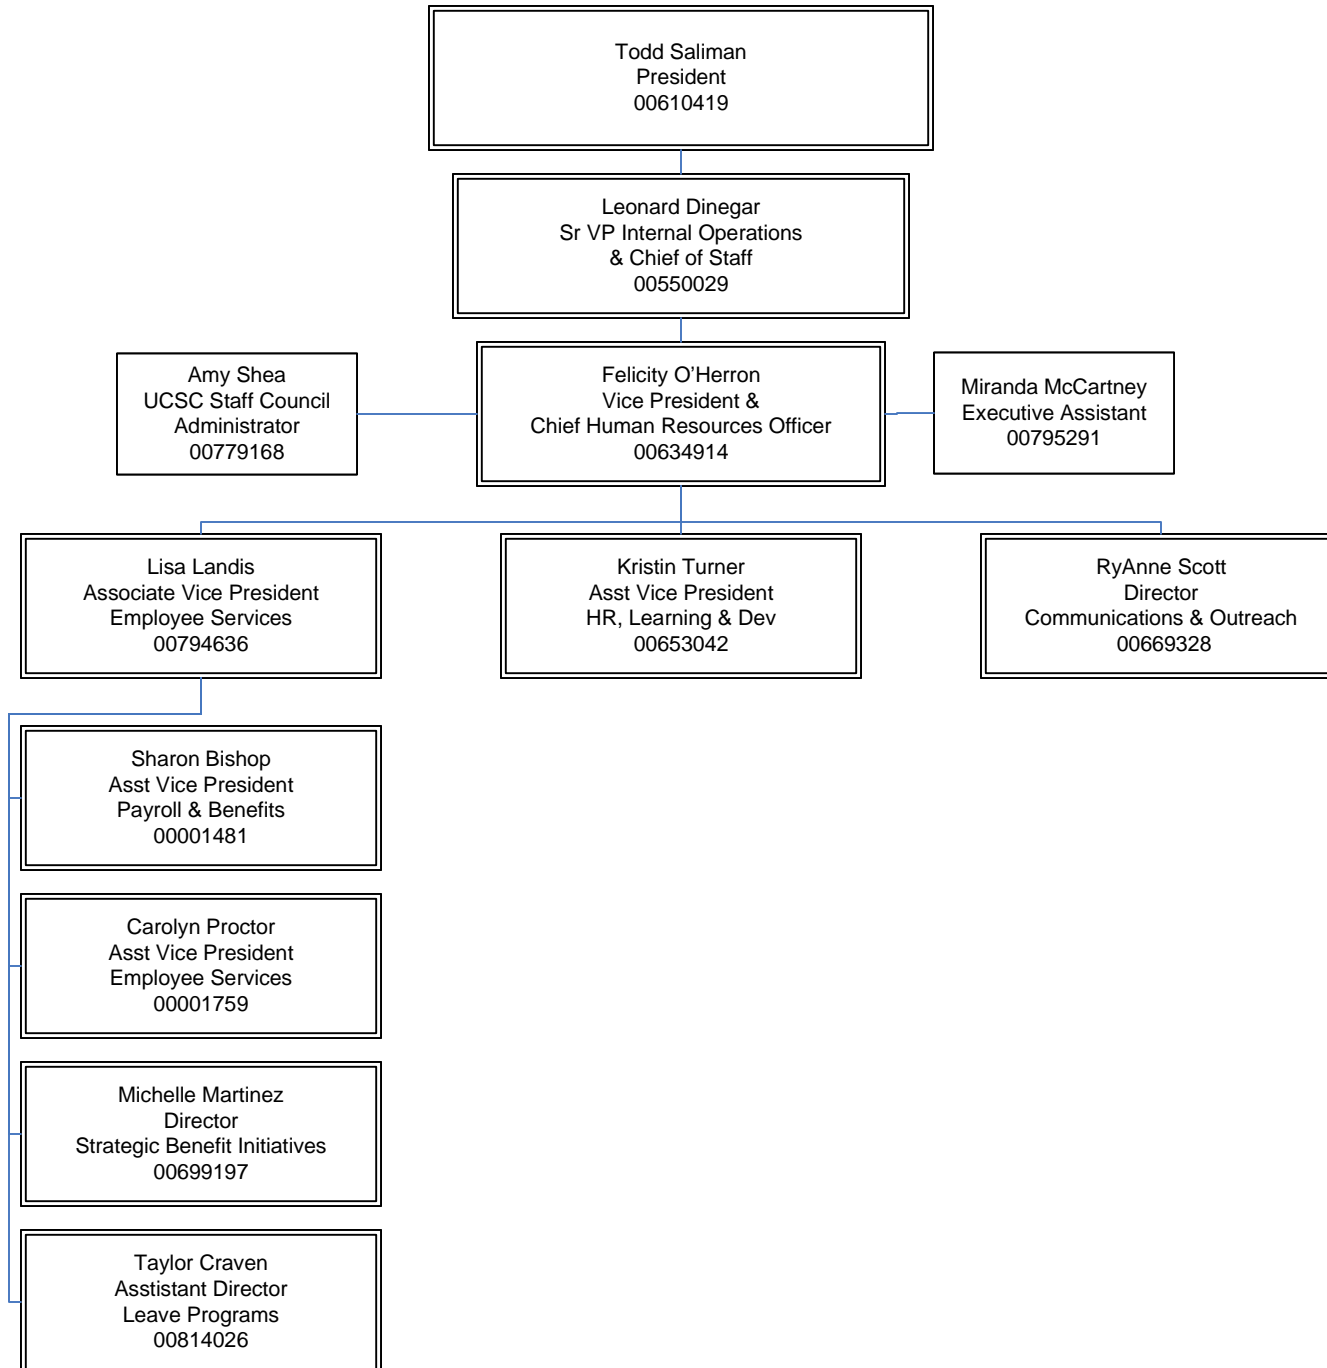 Todd Saliman
President
00610419
Leonard Dinegar
Sr VP Internal Operations
& Chief of Staff
00550029
Amy Shea
UCSC Staff Council
Administrator
00779168
Felicity O’Herron
Vice President &
Chief Human Resources Officer
00634914
Miranda McCartney
Executive Assistant
00795291
Lisa Landis
Associate Vice President
Employee Services
00794636
Kristin Turner
Asst Vice President
HR, Learning & Dev
00653042
RyAnne Scott
Director
Communications & Outreach
00669328
Sharon Bishop
Asst Vice President
Payroll & Benefits
00001481
Carolyn Proctor
Asst Vice President
Employee Services
00001759
Michelle Martinez
Director
Strategic Benefit Initiatives
00699197
Taylor Craven
Asstistant Director
Leave Programs
00814026